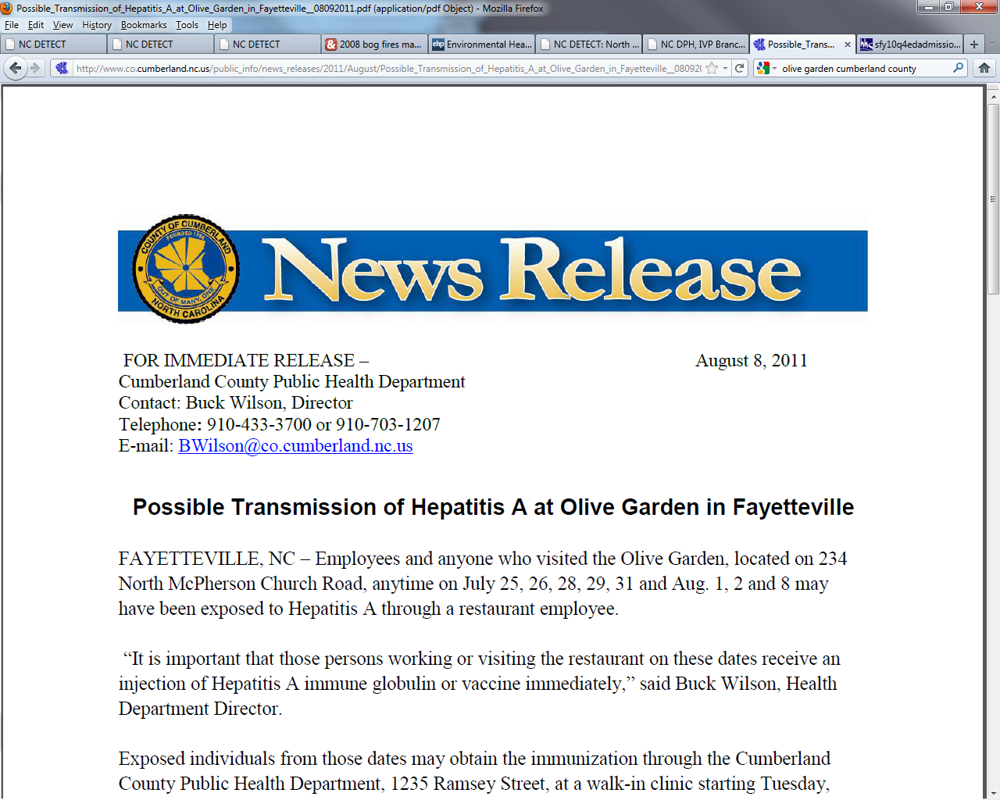 Possible_Transmission_of_Hepatitis_A_at_Olive_Garden_in_Fayetteville__08092011.pdf (application/pdf Object) - Mozilla Firefox
File Edit View History Bookmarks Tools Help
NC DETECT NC DETECT NC DETECT 2008 bog fires ma... ehp Environmental Hea... NC DETECT: North ... NC DPH, IVP Branc... Possible_Trans... sfy10q4edadmissio...
http://www.co.cumberland.nc.us/public_info/news_releases/2011/August/Possible_Transmission_of_Hepatitis_A_at_Olive_Garden_in_Fayetteville__08092 olive garden cumberland county
COUNTY OF CUMBERLAND
FOUNDED 1754
OUT OF MANY, ONE
NORTH CAROLINA
News Release
FOR IMMEDIATE RELEASE – August 8, 2011
Cumberland County Public Health Department
Contact: Buck Wilson, Director
Telephone: 910-433-3700 or 910-703-1207
E-mail: BWilson@co.cumberland.nc.us
Possible Transmission of Hepatitis A at Olive Garden in Fayetteville
FAYETTEVILLE, NC – Employees and anyone who visited the Olive Garden, located on 234
North McPherson Church Road, anytime on July 25, 26, 28, 29, 31 and Aug. 1, 2 and 8 may
have been exposed to Hepatitis A through a restaurant employee.
“It is important that those persons working or visiting the restaurant on these dates receive an
injection of Hepatitis A immune globulin or vaccine immediately,” said Buck Wilson, Health
Department Director.
Exposed individuals from those dates may obtain the immunization through the Cumberland
County Public Health Department, 1235 Ramsey Street, at a walk-in clinic starting Tuesday,